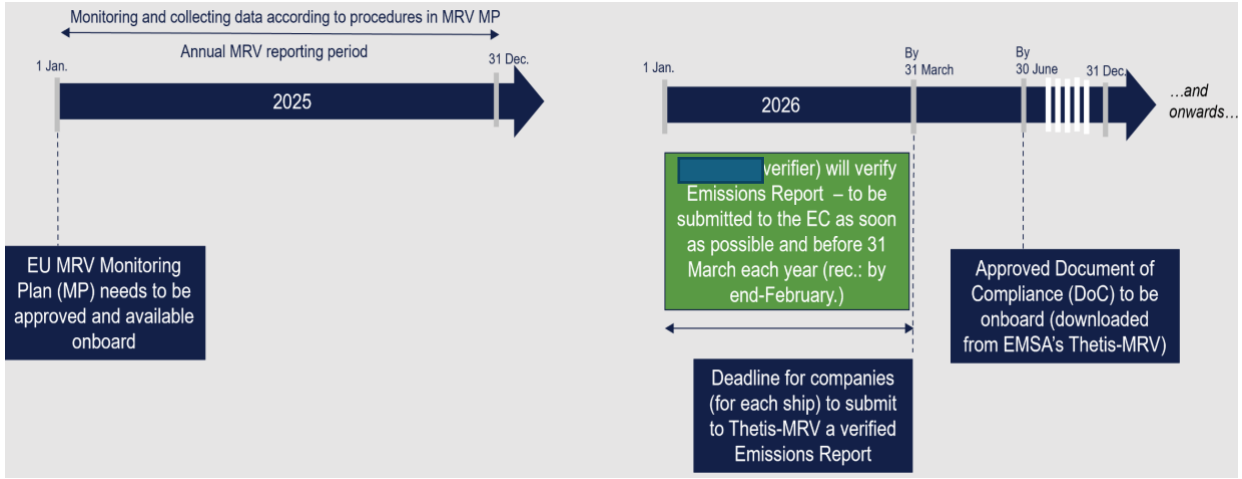 Monitoring and collecting data according to procedures in MRV MP
Annual MRV reporting period
1 Jan.
31 Dec.
2025
EU MRV Monitoring
Plan (MP) needs to be
approved and available
onboard
1 Jan.
By
31 March
By
30 June
31 Dec.
2026
…and
onwards…
verifier) will verify
Emissions Report – to be
submitted to the EC as soon
as possible and before 31
March each year (rec.: by
end-February.)
Deadline for companies
(for each ship) to submit
to Thetis-MRV a verified
Emissions Report
Approved Document of
Compliance (DoC) to be
onboard (downloaded
from EMSA's Thetis-MRV)